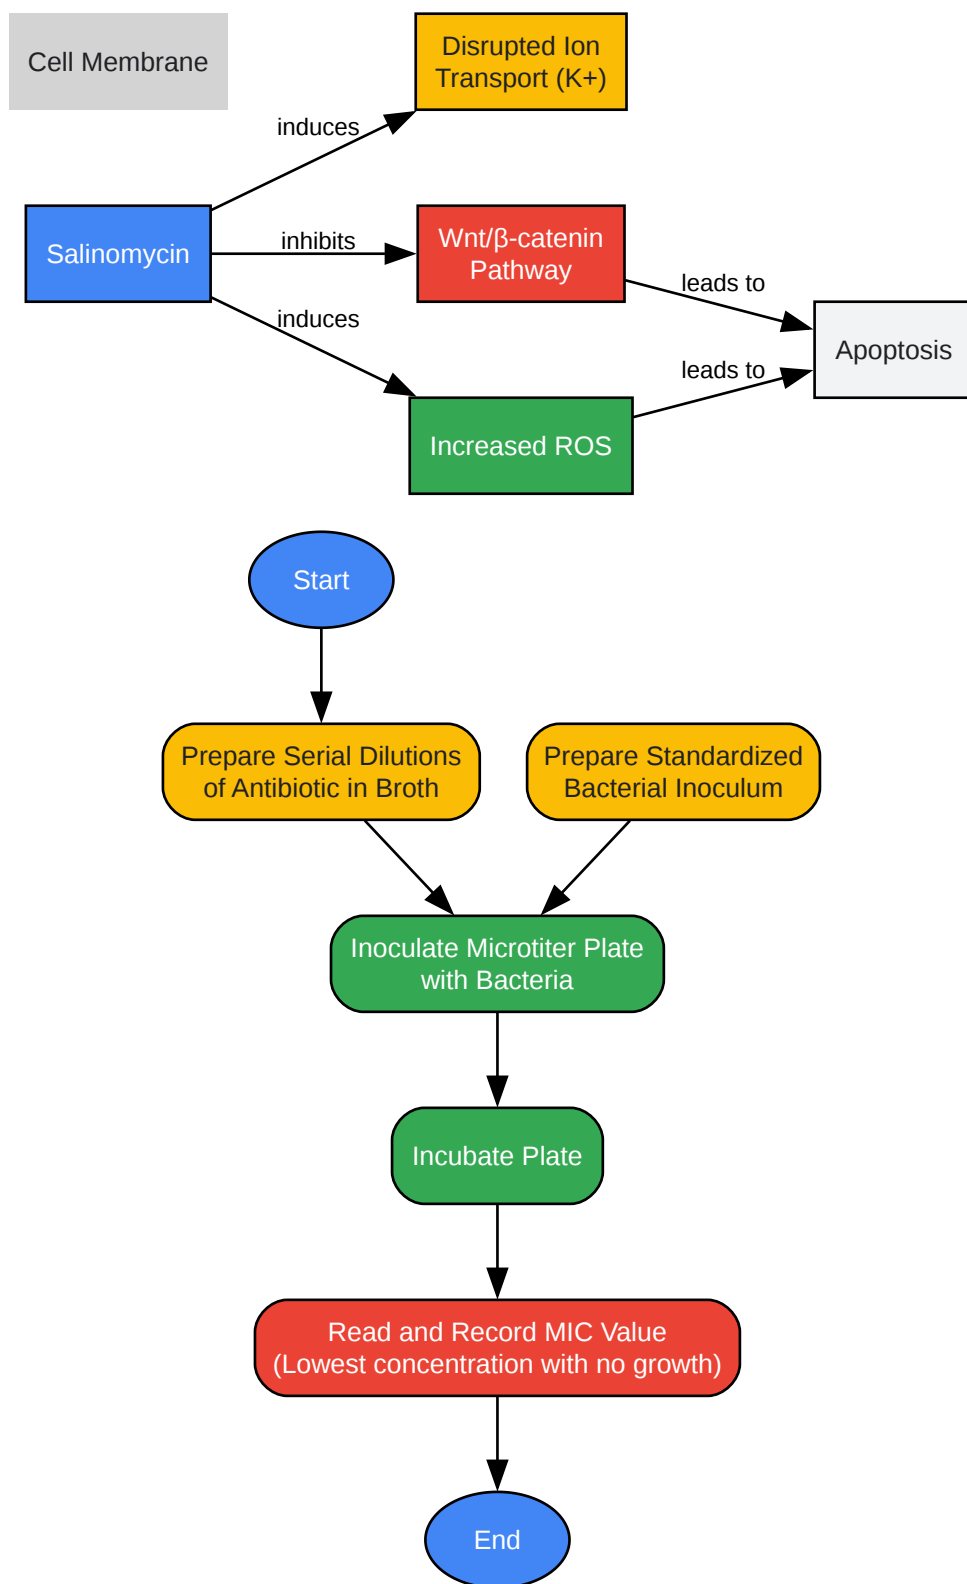 Cell Membrane
Disrupted Ion
Transport (K+)
induces
Salinomycin
inhibits
Wnt/β-catenin
Pathway
leads to
induces
Apoptosis
leads to
Increased ROS
Start
Prepare Serial Dilutions
of Antibiotic in Broth
Prepare Standardized
Bacterial Inoculum
Inoculate Microtiter Plate
with Bacteria
Incubate Plate
Read and Record MIC Value
(Lowest concentration with no growth)
End